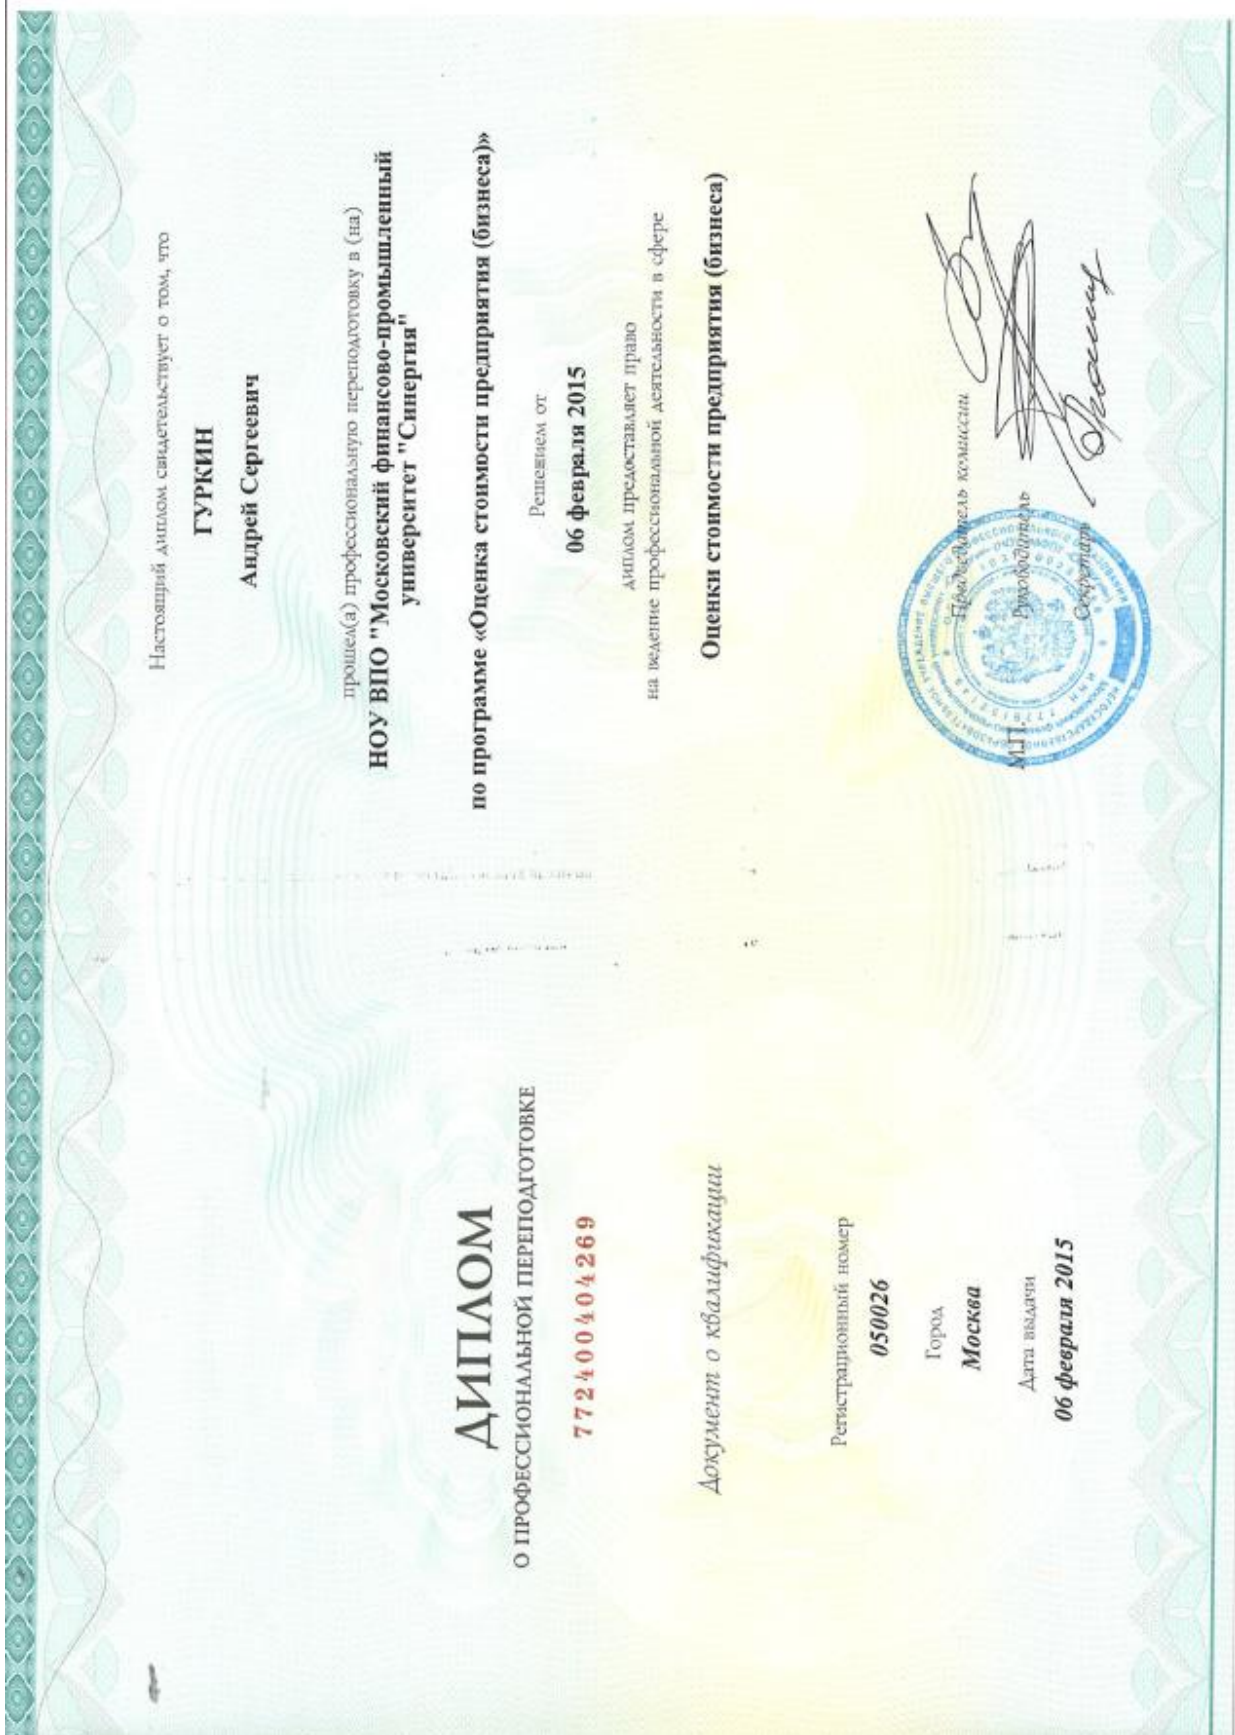 ДИПЛОМ
О ПРОФЕССИОНАЛЬНОЙ ПЕРЕПОДГОТОВКЕ
772400404269
Документ о квалификации
Регистрационный номер
050026
Город
Москва
Дата выдачи
06 февраля 2015
Настоящий диплом свидетельствует о том, что
ГУРКИН
Андрей Сергеевич
прошел(а) профессиональную переподготовку в (на)
НОУ ВПО "Московский финансово-промышленный
университет "Синергия"
по программе «Оценка стоимости предприятия (бизнеса)»
Решением от
06 февраля 2015
диплом предоставляет право
на ведение профессиональной деятельности в сфере
Оценки стоимости предприятия (бизнеса)
Председатель комиссии
М.П. Руководитель
Секретарь